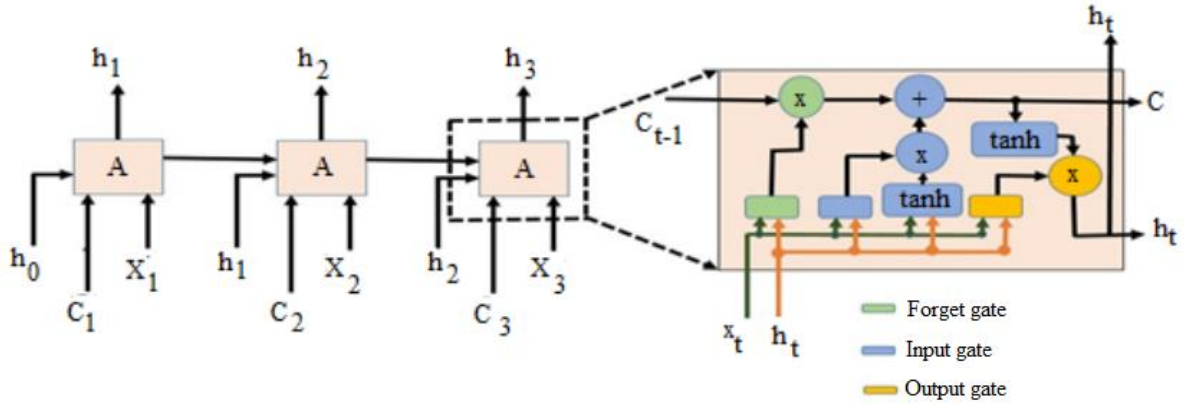 h1 h2 h3
A A A
h0 C1 X1 h1 C2 X2 h2 C3 X3
ht
Ct-1 x + C
tanh
x x
tanh
ht
xt ht
Forget gate
Input gate
Output gate